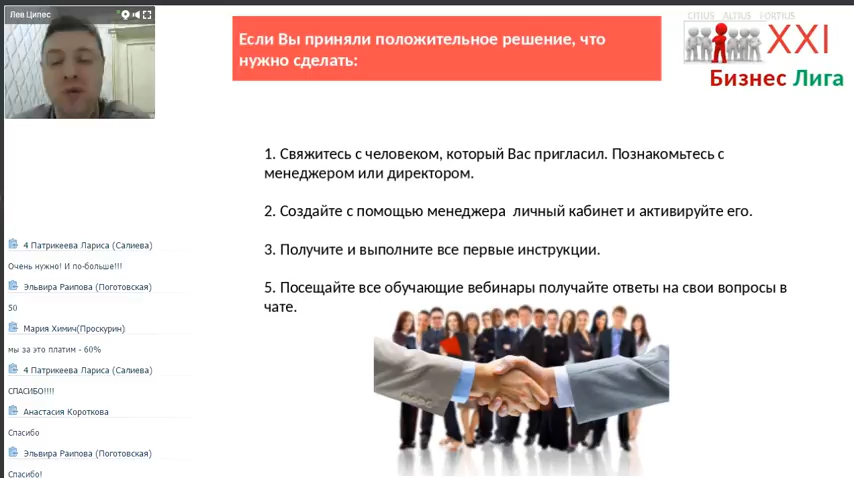 Лев Ципес
Если Вы приняли положительное решение, что
нужно сделать:
CITIUS ALTIUS FORTIUS
XXI
Бизнес Лига
1. Свяжитесь с человеком, который Вас пригласил. Познакомьтесь с
менеджером или директором.
2. Создайте с помощью менеджера личный кабинет и активируйте его.
3. Получите и выполните все первые инструкции.
5. Посещайте все обучающие вебинары получайте ответы на свои вопросы в
чате.
4 Патрикеева Лариса (Салиева)
Очень нужно! И по-больше!!!
Эльвира Раипова (Поготовская)
50
Мария Химич(Проскурин)
мы за это платим - 60%
4 Патрикеева Лариса (Салиева)
СПАСИБО!!!!
Анастасия Короткова
Спасибо
Эльвира Раипова (Поготовская)
Спасибо!